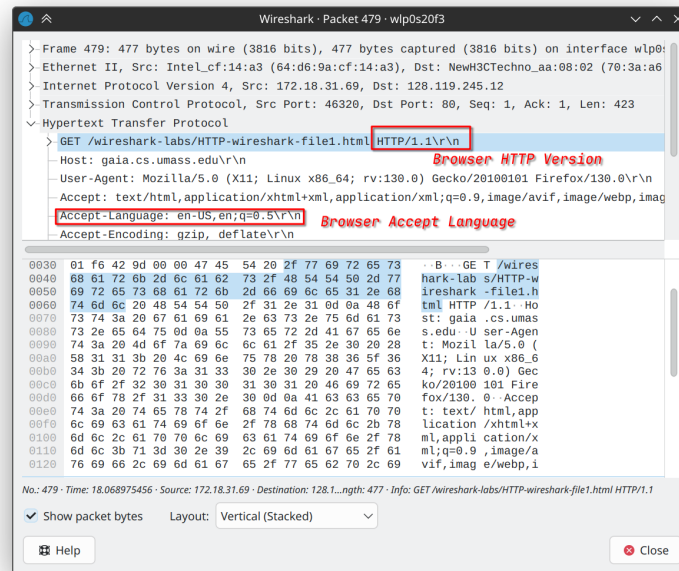 Wireshark · Packet 479 · wlp0s20f3
Frame 479: 477 bytes on wire (3816 bits), 477 bytes captured (3816 bits) on interface wlp0s
Ethernet II, Src: Intel_cf:14:a3 (64:d6:9a:cf:14:a3), Dst: NewH3CTechno_aa:08:02 (70:3a:a6
Internet Protocol Version 4, Src: 172.18.31.69, Dst: 128.119.245.12
Transmission Control Protocol, Src Port: 46320, Dst Port: 80, Seq: 1, Ack: 1, Len: 423
Hypertext Transfer Protocol
GET /wireshark-labs/HTTP-wireshark-file1.html HTTP/1.1\r\n
Browser HTTP Version
Host: gaia.cs.umass.edu\r\n
User-Agent: Mozilla/5.0 (X11; Linux x86_64; rv:130.0) Gecko/20100101 Firefox/130.0\r\n
Accept: text/html,application/xhtml+xml,application/xml;q=0.9,image/avif,image/webp,imag
Accept-Language: en-US,en;q=0.5\r\n
Browser Accept Language
Accept-Encoding: gzip, deflate\r\n
0030 01 f6 42 9d 00 00 47 45 54 20 2f 77 69 72 65 73 ··B···GE T /wires
0040 68 61 72 6b 2d 6c 61 62 73 2f 48 54 54 50 2d 77 hark-lab s/HTTP-w
0050 69 72 65 73 68 61 72 6b 2d 66 69 6c 65 31 2e 68 ireshark -file1.h
0060 74 6d 6c 20 48 54 54 50 2f 31 2e 31 0d 0a 48 6f tml HTTP /1.1··Ho
0070 73 74 3a 20 67 61 69 61 2e 63 73 2e 75 6d 61 73 st: gaia .cs.umas
0080 73 2e 65 64 75 0d 0a 55 73 65 72 2d 41 67 65 6e s.edu··U ser-Agen
0090 74 3a 20 4d 6f 7a 69 6c 6c 61 2f 35 2e 30 20 28 t: Mozil la/5.0 (
00a0 58 31 31 3b 20 4c 69 6e 75 78 20 78 38 36 5f 36 X11; Lin ux x86_6
00b0 34 3b 20 72 76 3a 31 33 30 2e 30 29 20 47 65 63 4; rv:13 0.0) Gec
00c0 6b 6f 2f 32 30 31 30 30 31 30 31 20 46 69 72 65 ko/20100 101 Fire
00d0 66 6f 78 2f 31 33 30 2e 30 0d 0a 41 63 63 65 70 fox/130. 0··Accep
00e0 74 3a 20 74 65 78 74 2f 68 74 6d 6c 2c 61 70 70 t: text/ html,app
00f0 6c 69 63 61 74 69 6f 6e 2f 78 68 74 6d 6c 2b 78 lication /xhtml+x
0100 6d 6c 2c 61 70 70 6c 69 63 61 74 69 6f 6e 2f 78 ml,appli cation/x
0110 6d 6c 3b 71 3d 30 2e 39 2c 69 6d 61 67 65 2f 61 ml;q=0.9 ,image/a
0120 76 69 66 2c 69 6d 61 67 65 2f 77 65 62 70 2c 69 vif,imag e/webp,i
No.: 479 · Time: 18.068975456 · Source: 172.18.31.69 · Destination: 128.1...ngth: 477 · Info: GET /wireshark-labs/HTTP-wireshark-file1.html HTTP/1.1
Show packet bytes Layout: Vertical (Stacked)
Help Close